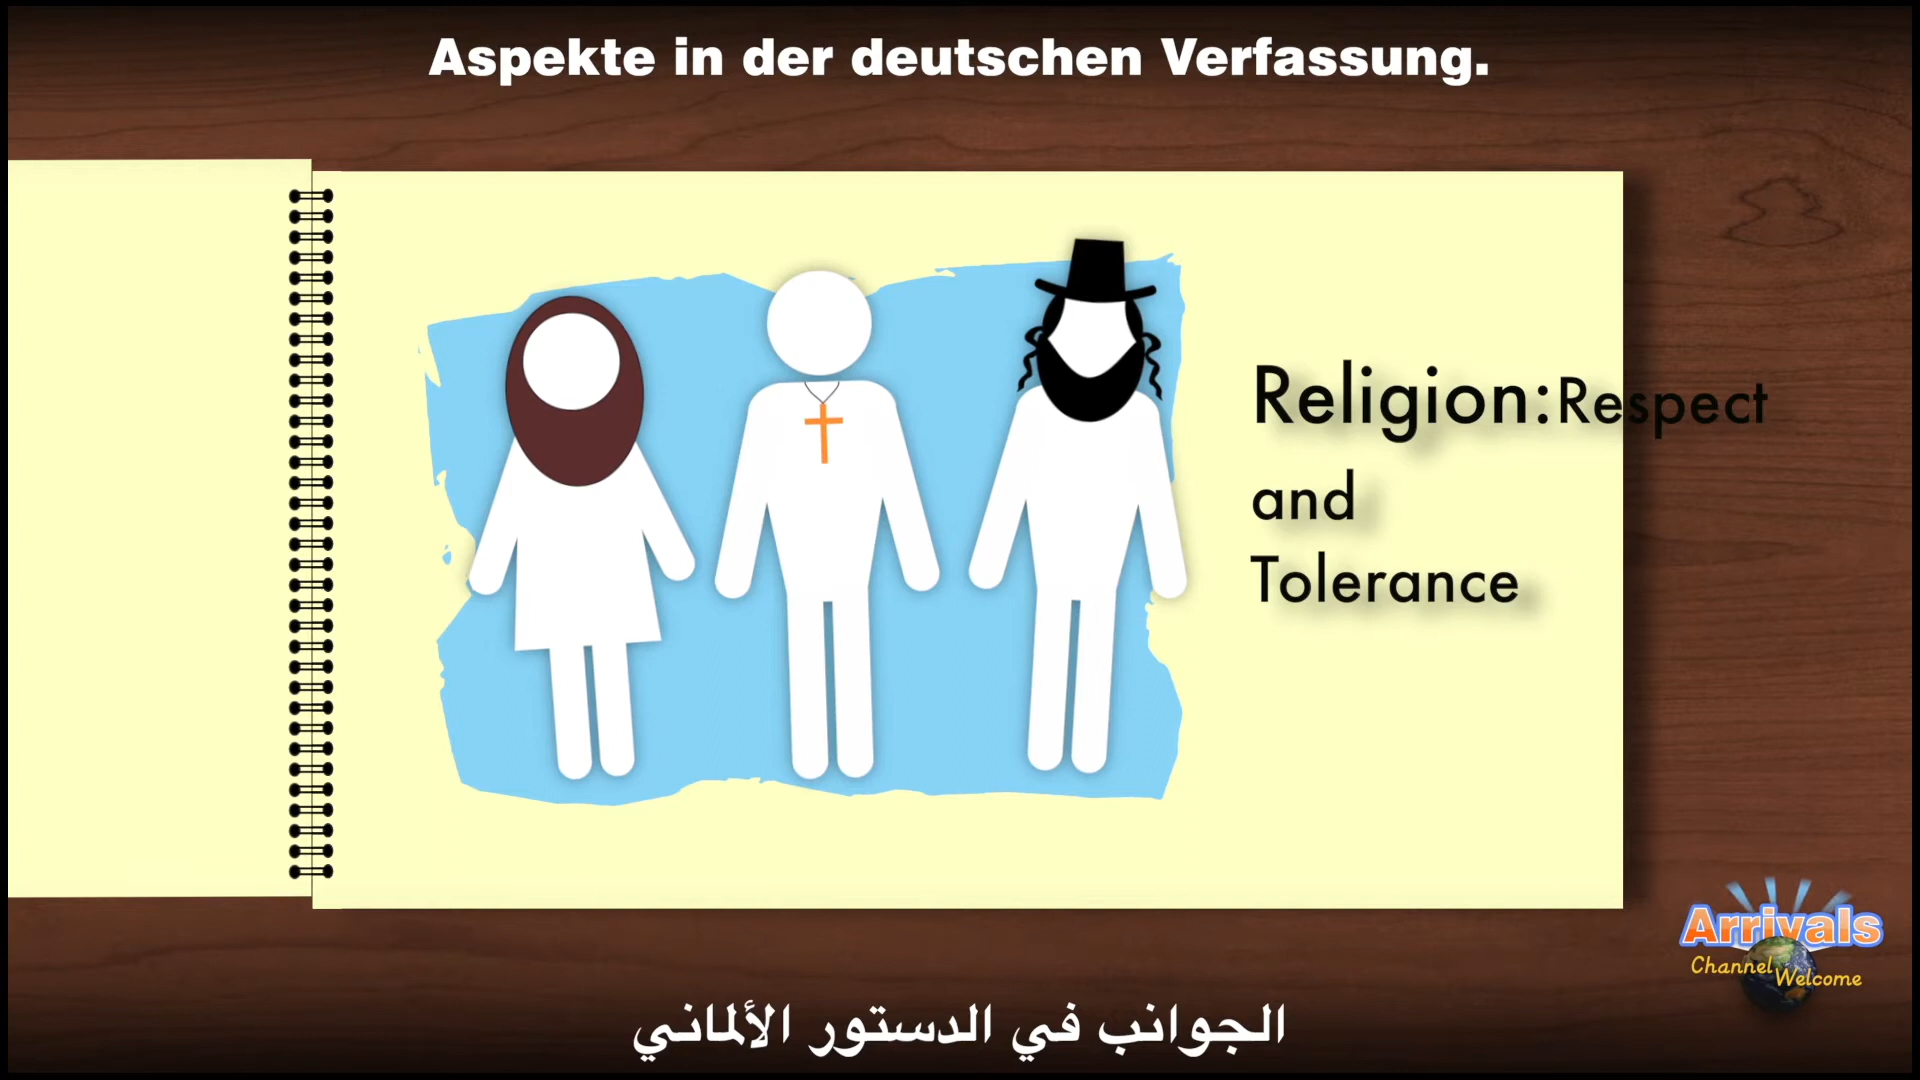 Aspekte in der deutschen Verfassung.
Religion:Respect
and
Tolerance
Arrivals
Channel Welcome
الجوانب في الدستور الألماني